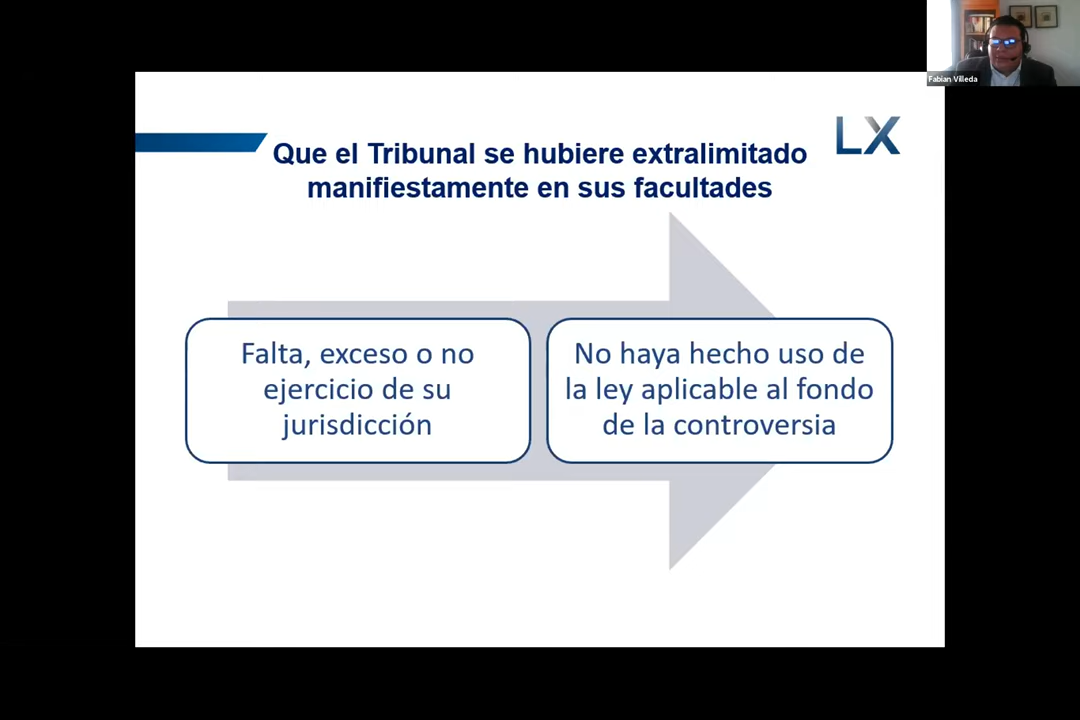 Fabian Villeda
LX
Que el Tribunal se hubiere extralimitado
manifiestamente en sus facultades
Falta, exceso o no
ejercicio de su
jurisdicción
No haya hecho uso de
la ley aplicable al fondo
de la controversia